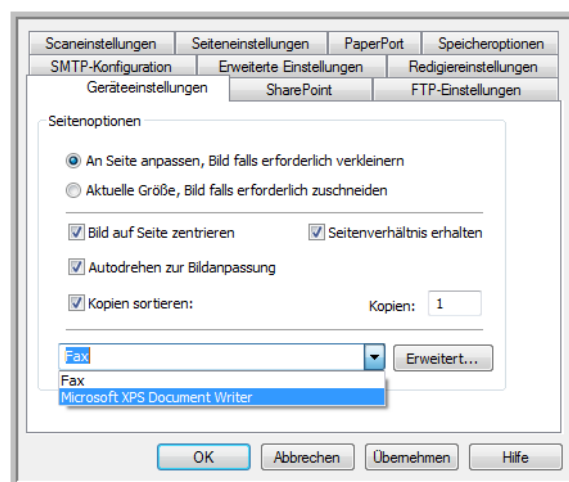 Scaneinstellungen Seiteneinstellungen PaperPort Speicheroptionen
SMTP-Konfiguration Erweiterte Einstellungen Redigiereinstellungen
Geräteeinstellungen SharePoint FTP-Einstellungen
Seitenoptionen
An Seite anpassen, Bild falls erforderlich verkleinern
Aktuelle Größe, Bild falls erforderlich zuschneiden
Bild auf Seite zentrieren Seitenverhältnis erhalten
Autodrehen zur Bildanpassung
Kopien sortieren: Kopien: 1
Fax Erweitert...
Fax
Microsoft XPS Document Writer
OK Abbrechen Übernehmen Hilfe